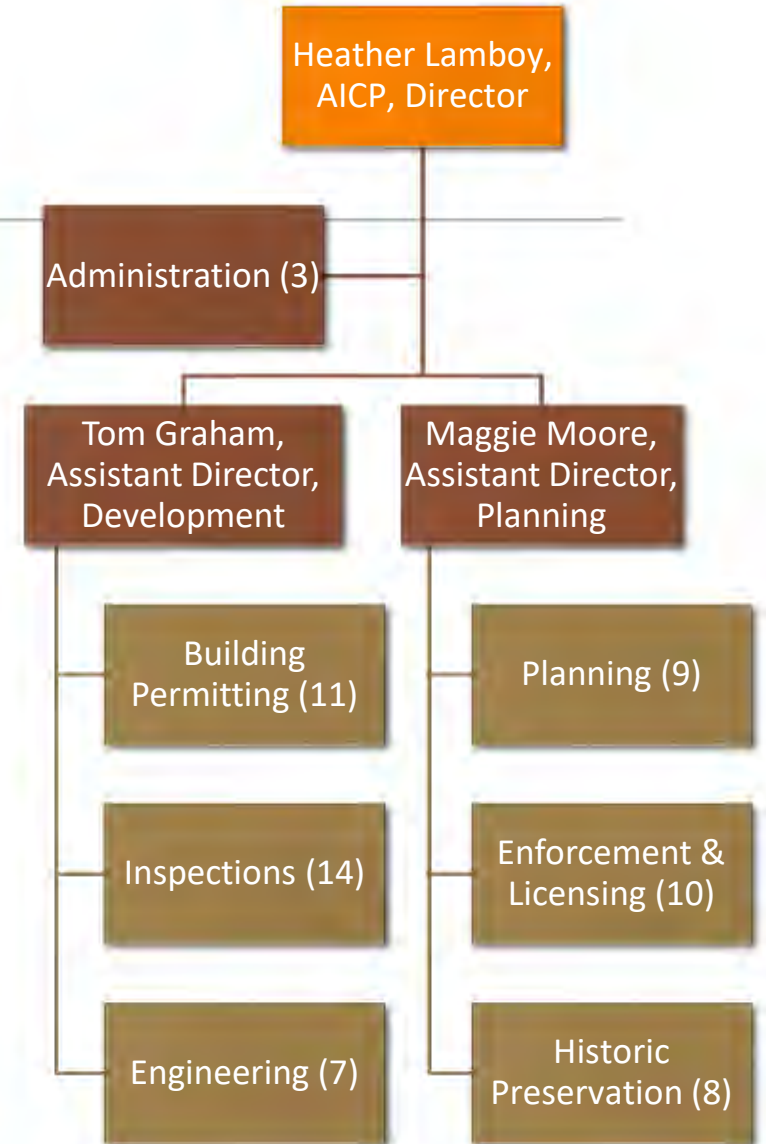 Heather Lamboy,
AICP, Director
Administration (3)
Tom Graham,
Assistant Director,
Development
Maggie Moore,
Assistant Director,
Planning
Building
Permitting (11)
Inspections (14)
Engineering (7)
Planning (9)
Enforcement &
Licensing (10)
Historic
Preservation (8)